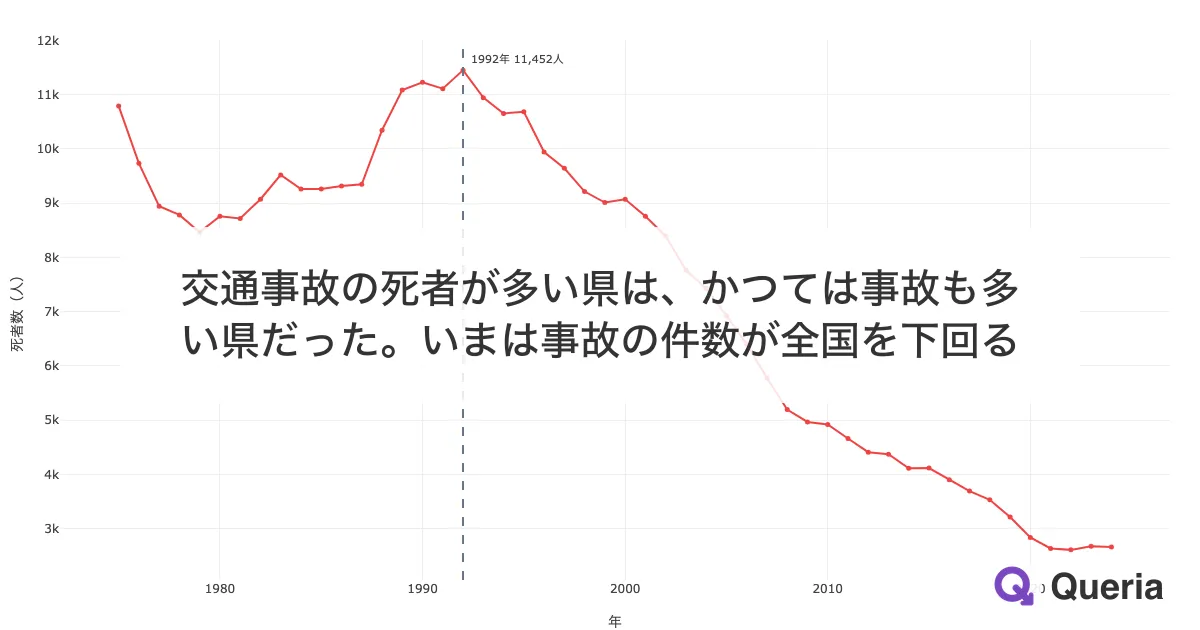 12k
1992年 11,452人
11k
10k
9k
8k
交通事故の死者が多い県は、かつては事故も多
い県だった。いまは事故の件数が全国を下回る
死者数（人）
7k
6k
5k
4k
3k
1980
1990
2000
2010
Queria
年